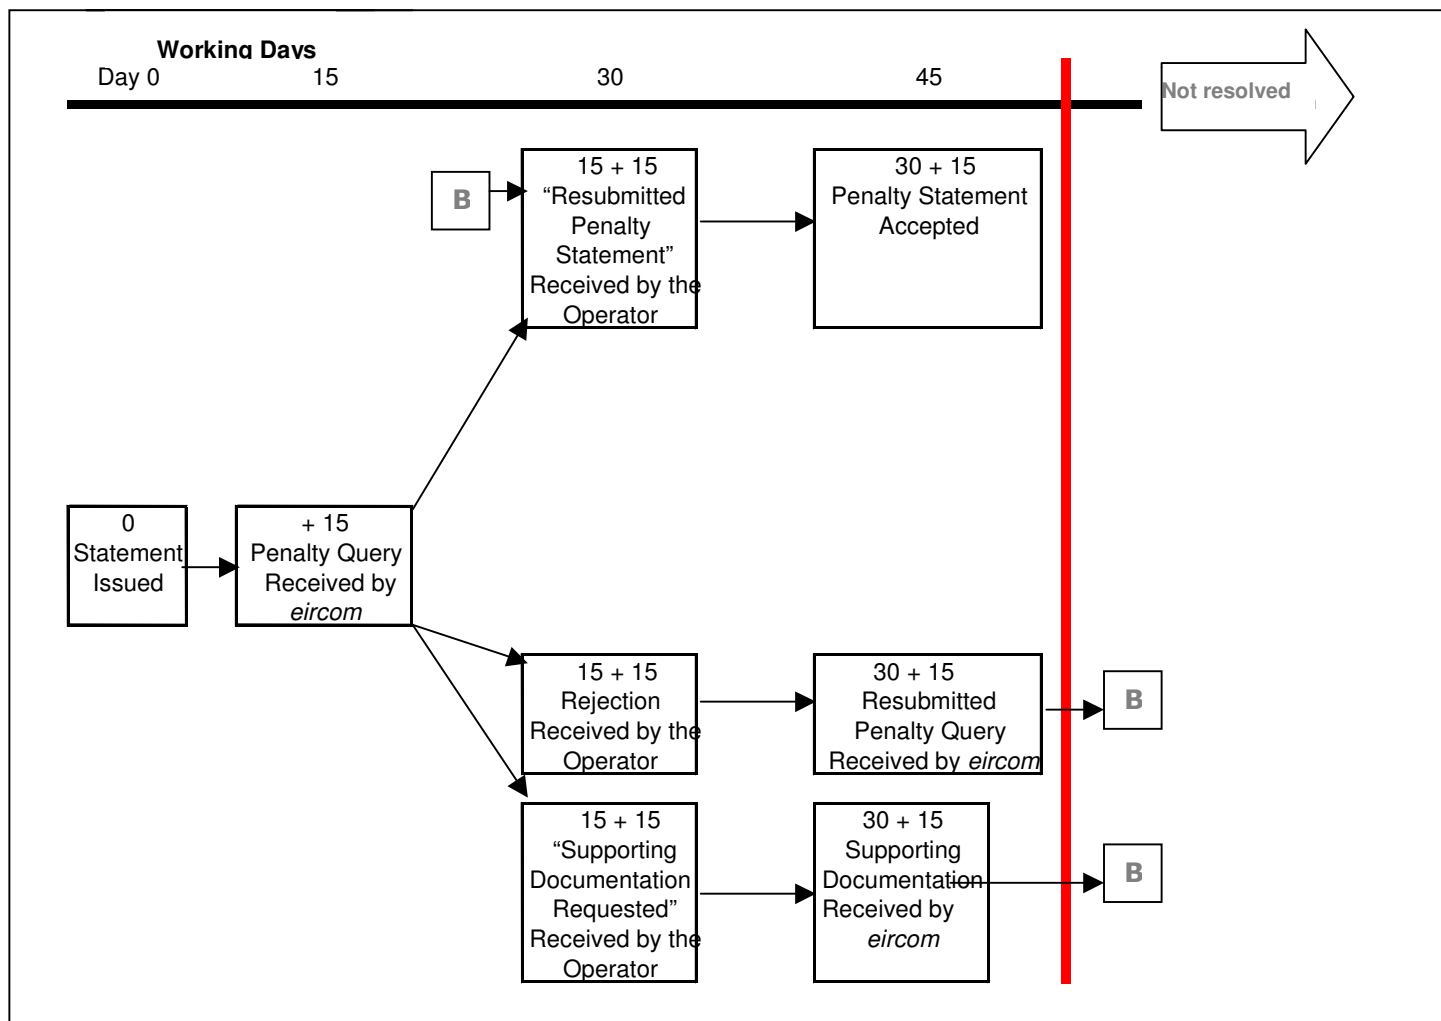 Working Days
Day 0 15 30 45
Not resolved
B
15 + 15
“Resubmitted
Penalty
Statement”
Received by the
Operator
30 + 15
Penalty Statement
Accepted
0
Statement
Issued
+ 15
Penalty Query
Received by
eircom
15 + 15
Rejection
Received by the
Operator
30 + 15
Resubmitted
Penalty Query
Received by eircom
B
15 + 15
“Supporting
Documentation
Requested”
Received by the
Operator
30 + 15
Supporting
Documentation
Received by
eircom
B